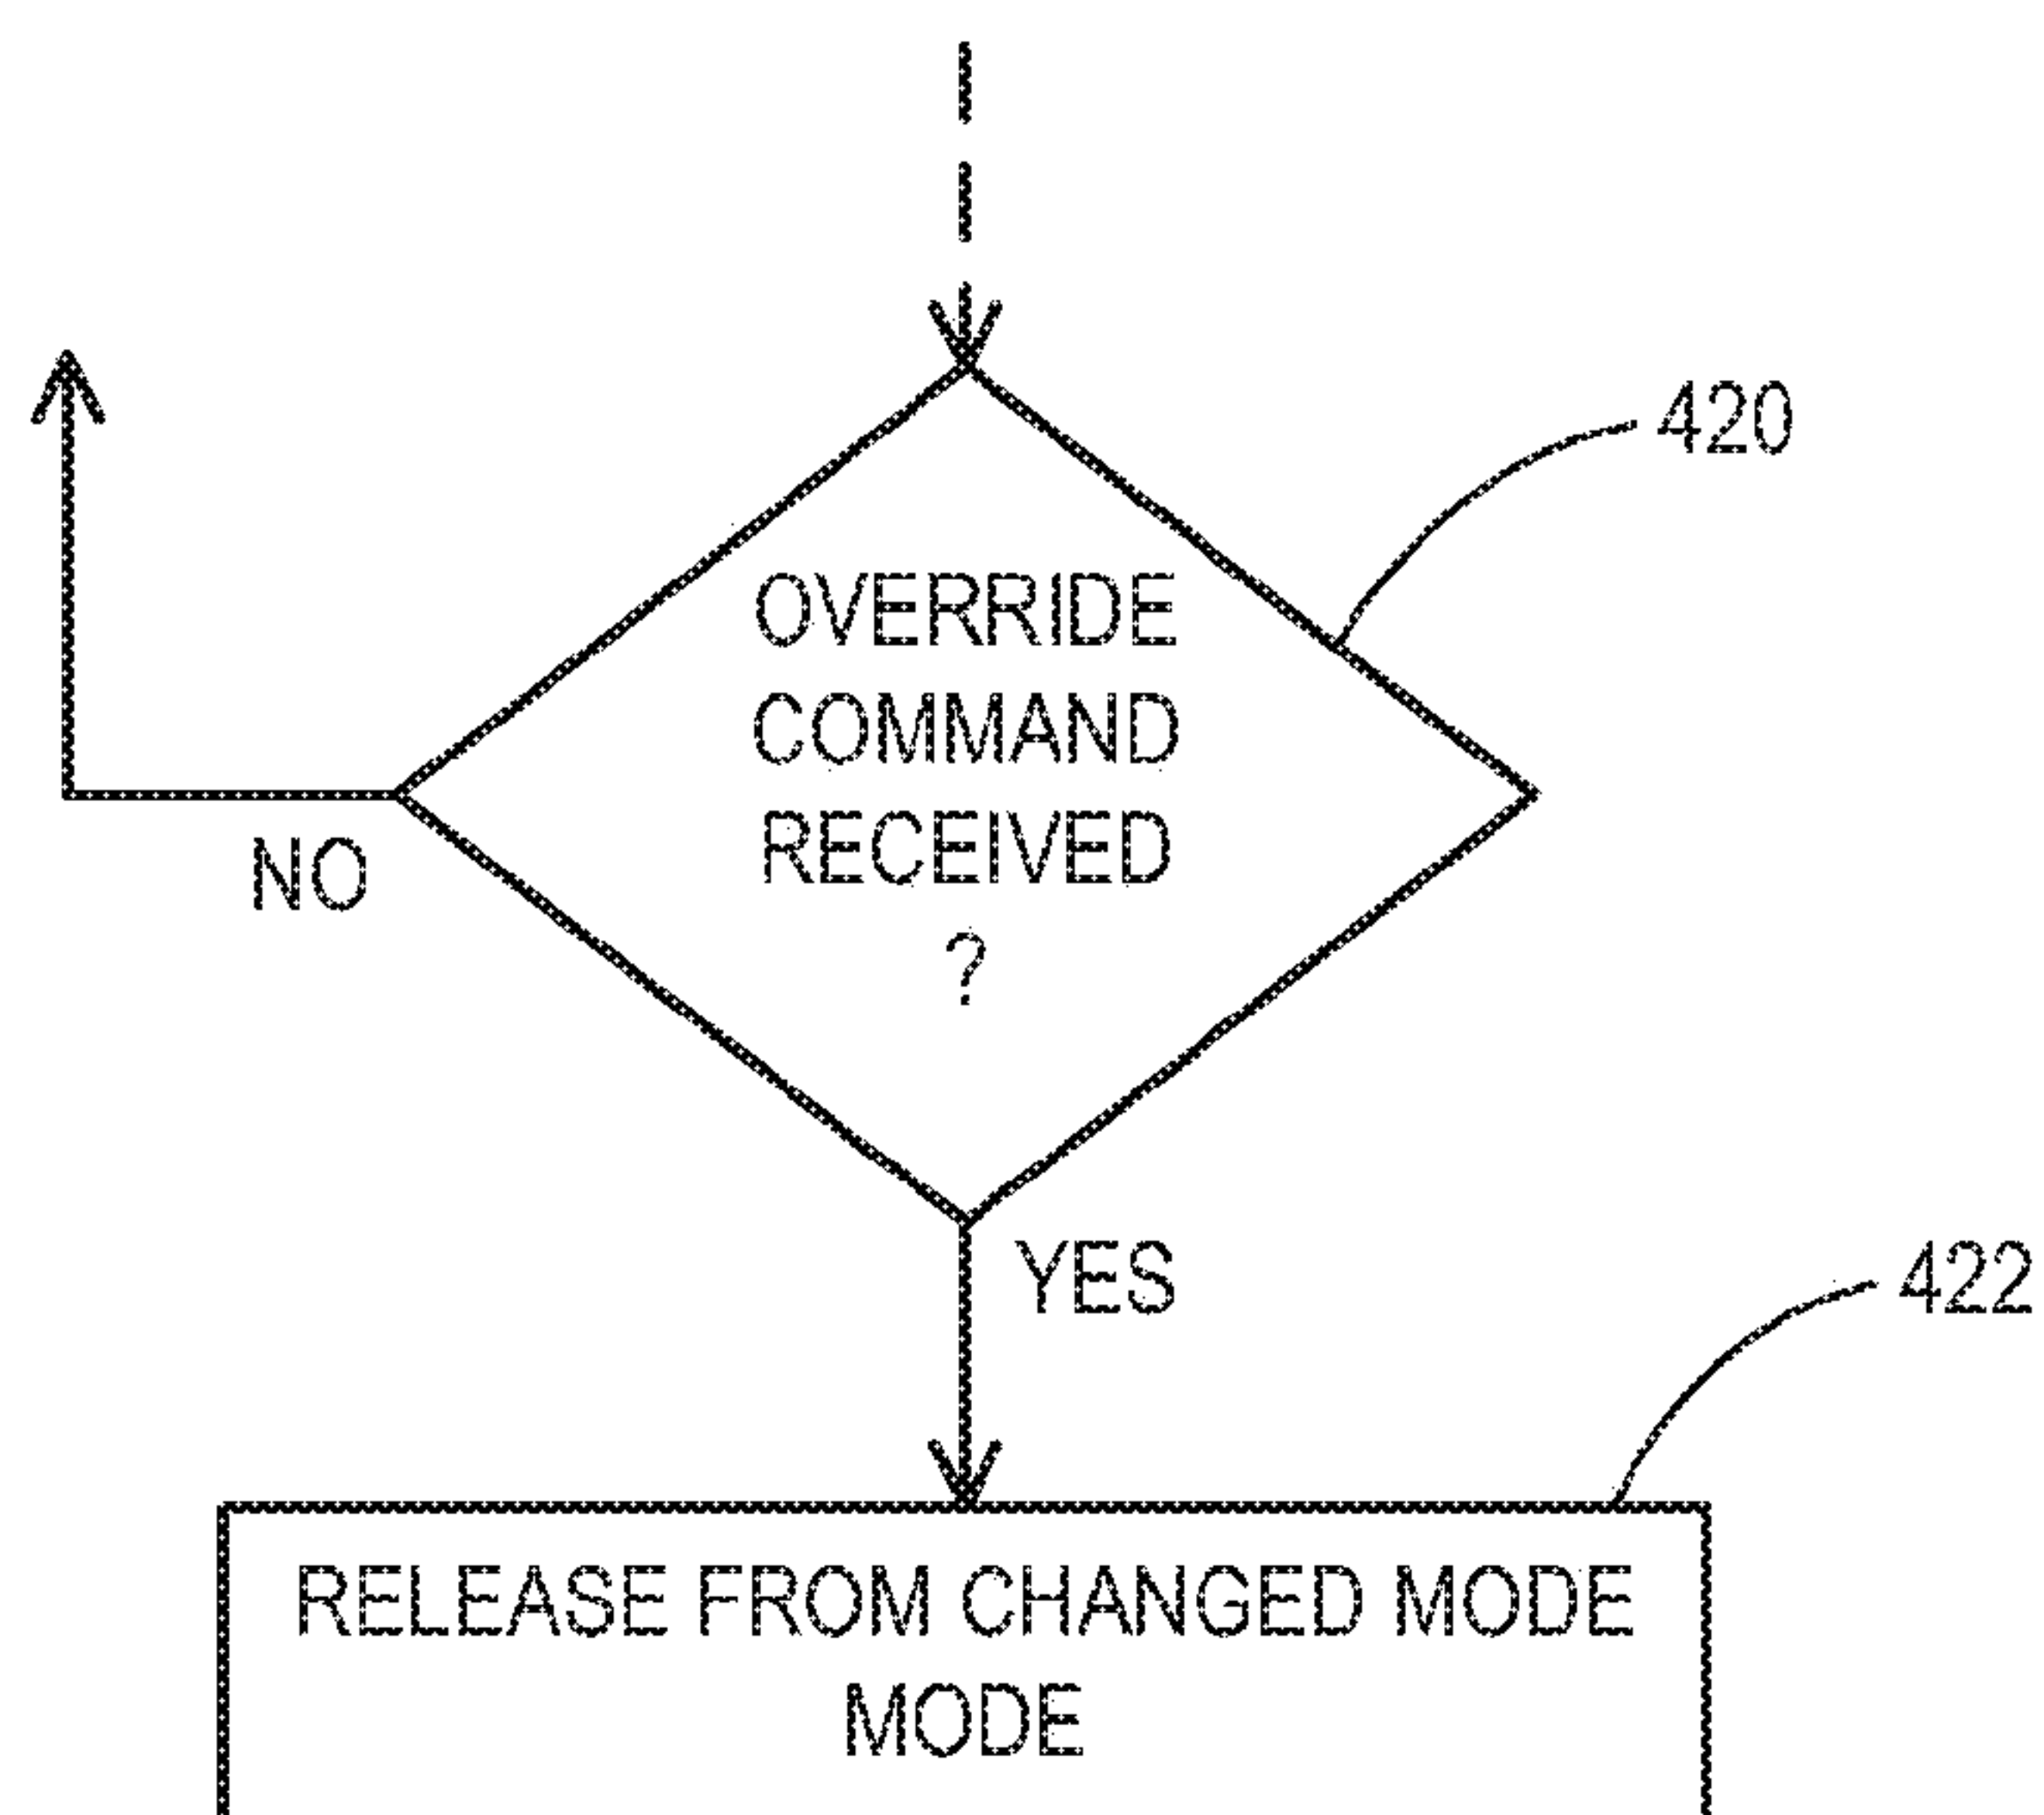 420
OVERRIDE
COMMAND
RECEIVED
?
NO
YES
422
RELEASE FROM CHANGED MODE
MODE